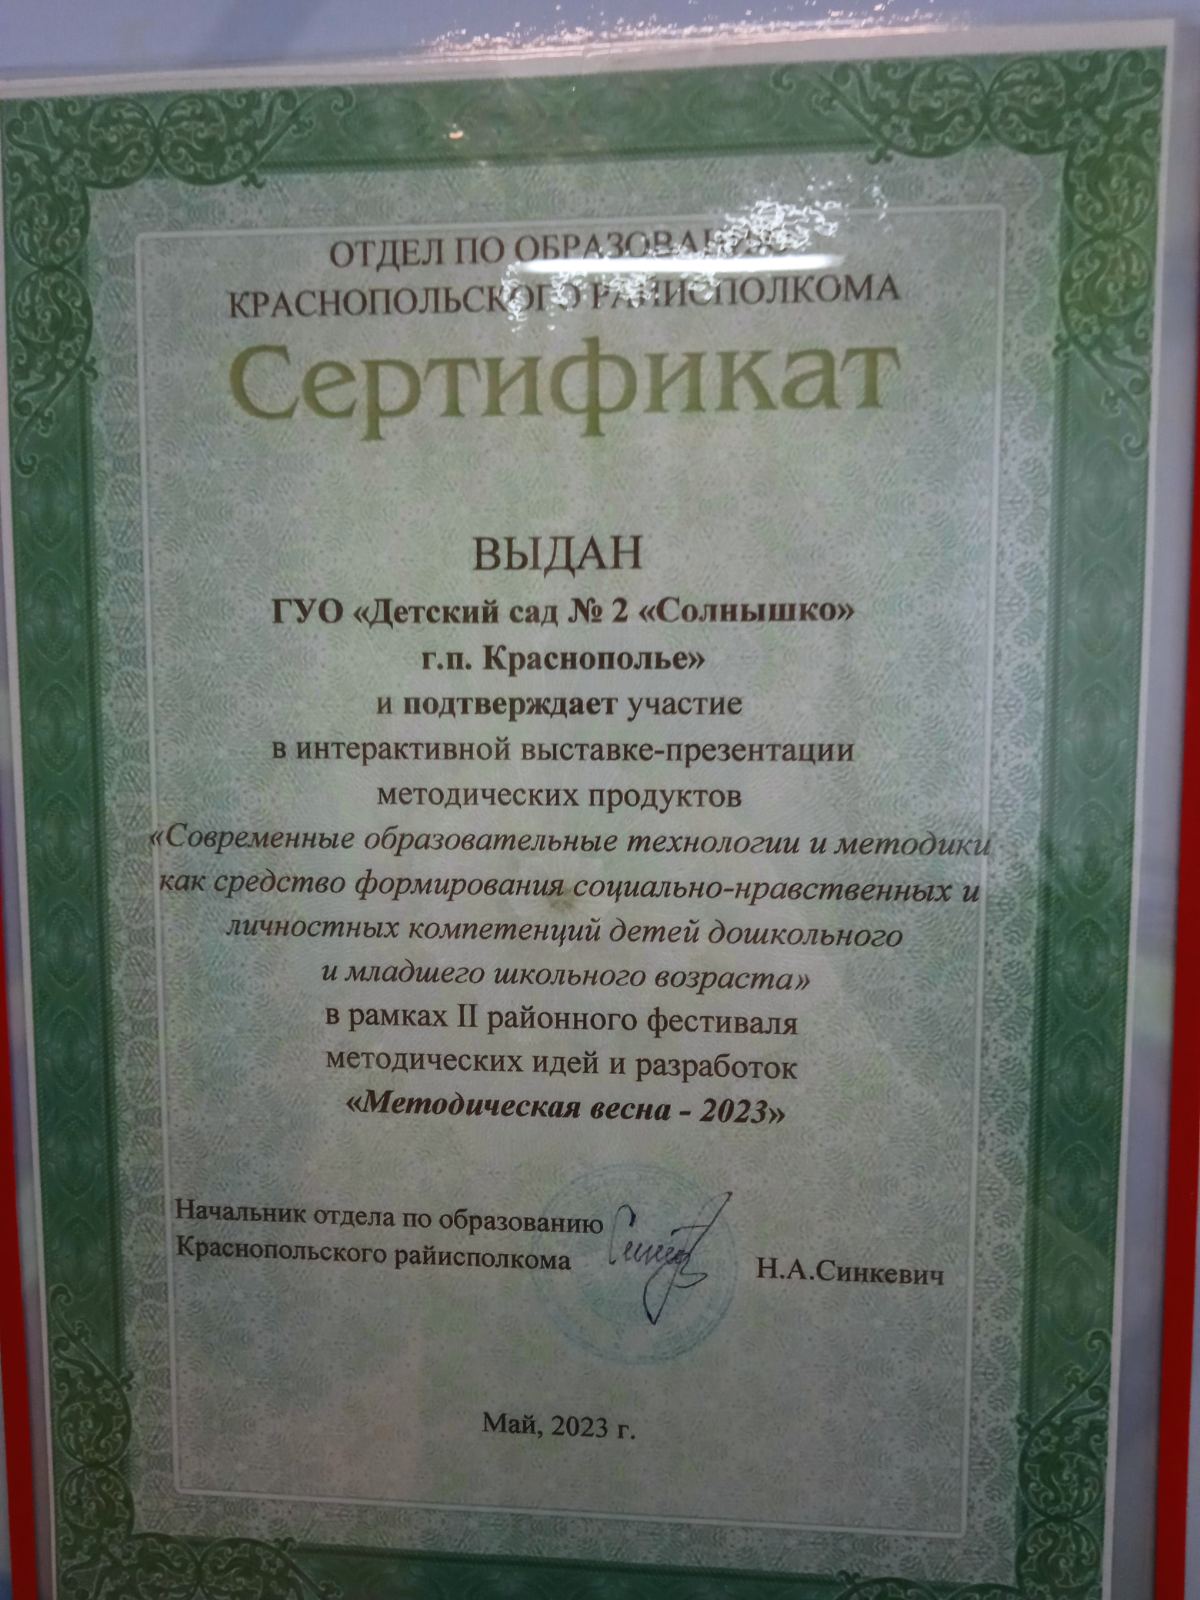 ОТДЕЛ ПО ОБРАЗОВАНИЮ
КРАСНОПОЛЬСКОГО РАЙИСПОЛКОМА
Сертификат
ВЫДАН
ГУО «Детский сад № 2 «Солнышко»
г.п. Краснополье»
и подтверждает участие
в интерактивной выставке-презентации
методических продуктов
«Современные образовательные технологии и методики
как средство формирования социально-нравственных и
личностных компетенций детей дошкольного
и младшего школьного возраста»
в рамках II районного фестиваля
методических идей и разработок
«Методическая весна - 2023»
Начальник отдела по образованию
Краснопольского райисполкома
Н.А.Синкевич
Май, 2023 г.